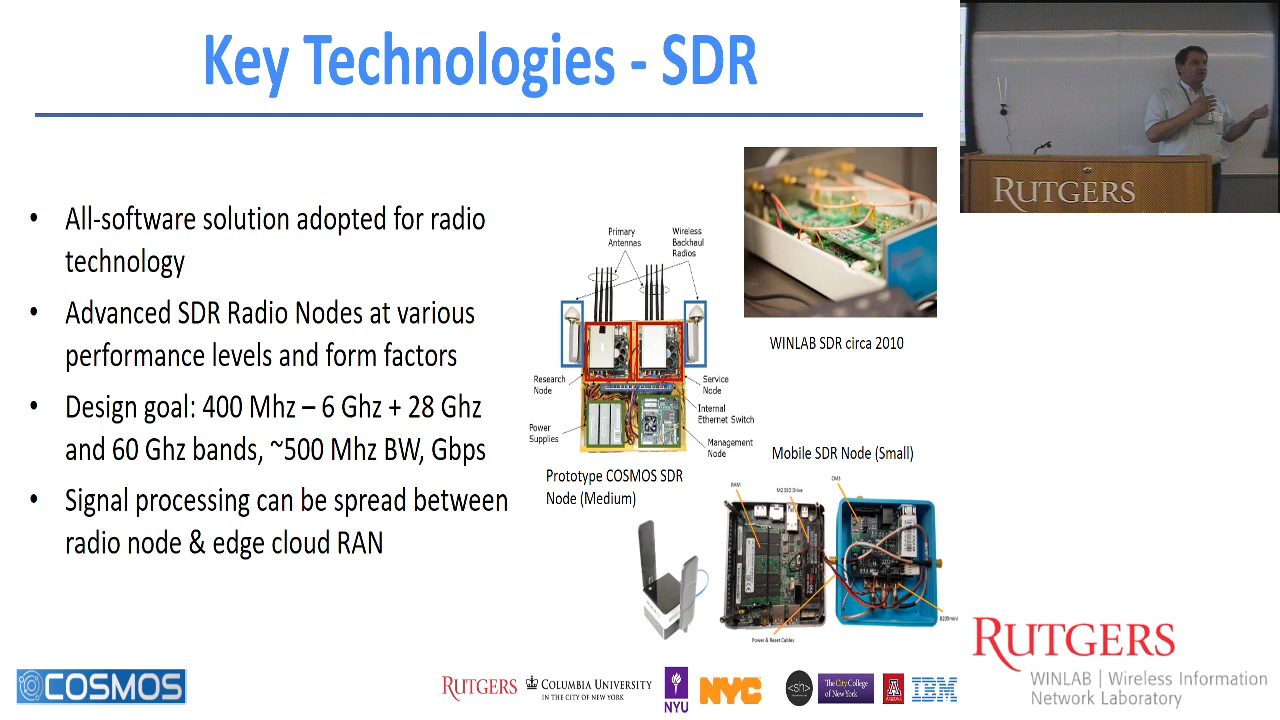 Key Technologies - SDR
• All-software solution adopted for radio
technology
• Advanced SDR Radio Nodes at various
performance levels and form factors
• Design goal: 400 Mhz – 6 Ghz + 28 Ghz
and 60 Ghz bands, ~500 Mhz BW, Gbps
• Signal processing can be spread between
radio node & edge cloud RAN
Primary
Antennas
Wireless
Backhaul
Radios
Research
Node
Service
Node
Internal
Ethernet Switch
Power
Supplies
Management
Node
Prototype COSMOS SDR
Node (Medium)
WINLAB SDR circa 2010
Mobile SDR Node (Small)
RAM
M2 SSD Drive
CM3
Power & Reset Cables
B205mini
RUTGERS
COSMOS
RUTGERS
COLUMBIA UNIVERSITY
IN THE CITY OF NEW YORK
NYU
NYC
<sh>
The City College
of New York
A
ARIZONA
IBM
RUTGERS
WINLAB | Wireless Information
Network Laboratory